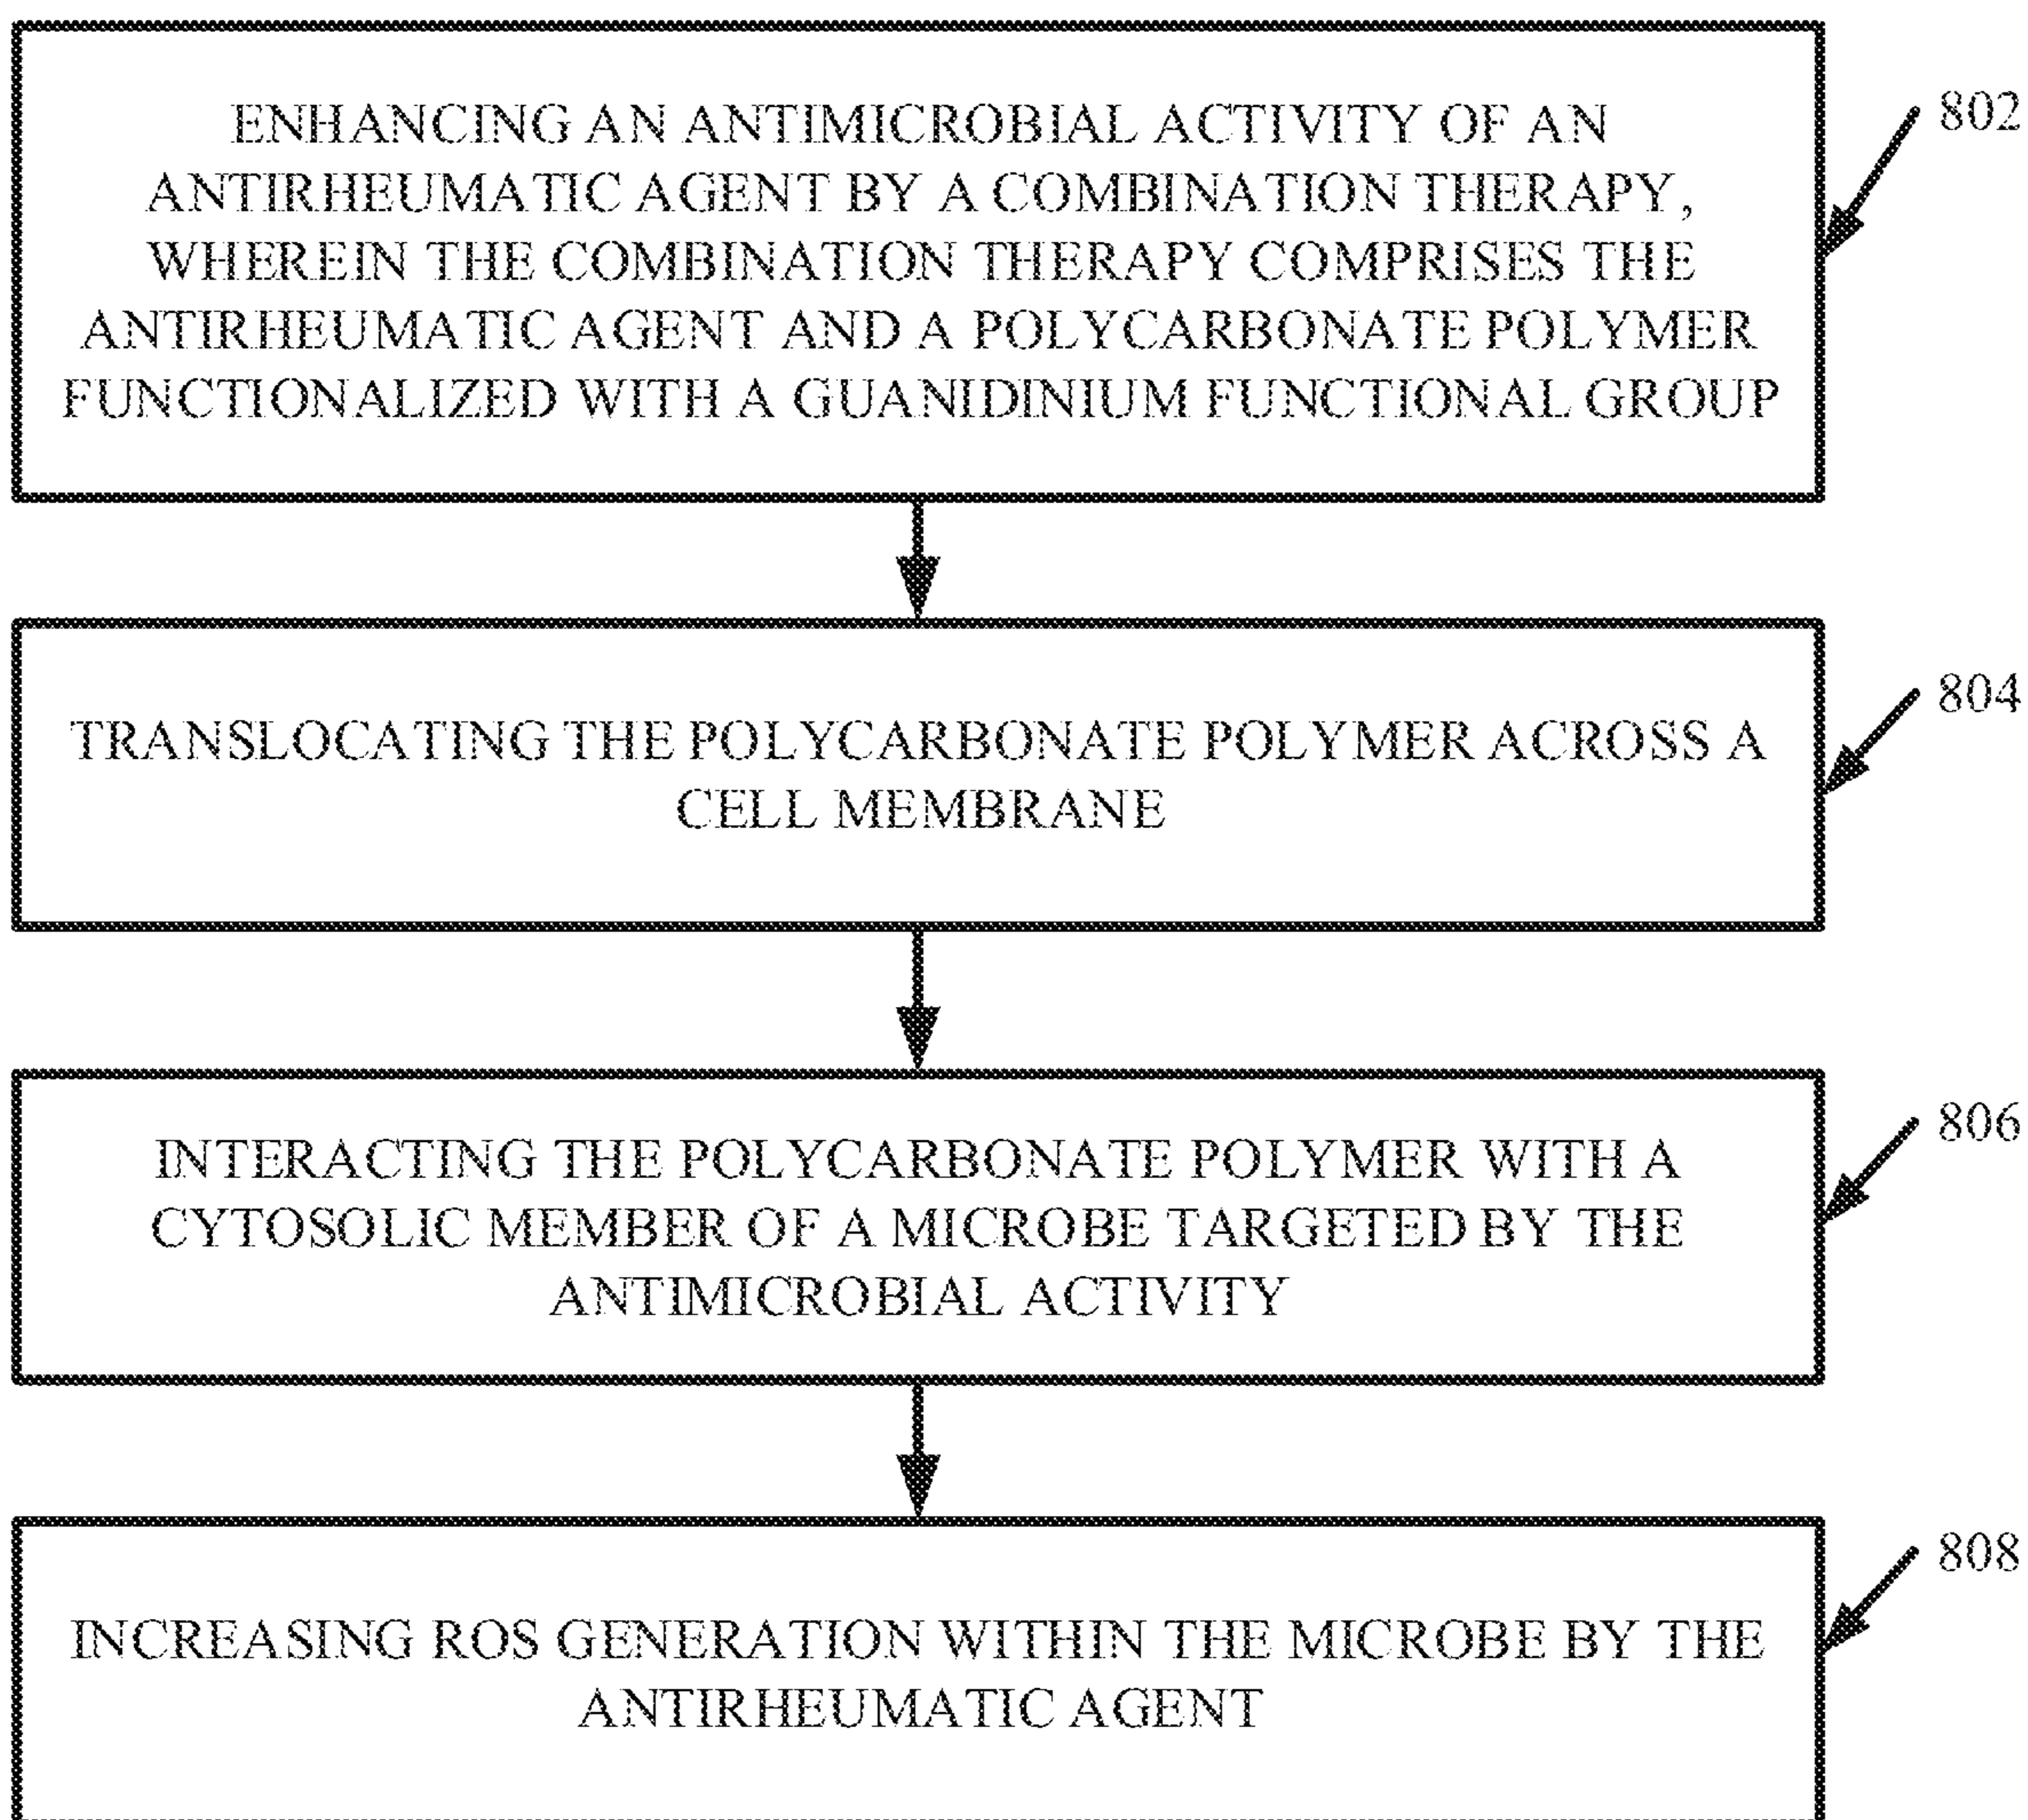 ENHANCING AN ANTIMICROBIAL ACTIVITY OF AN
ANTIRHEUMATIC AGENT BY A COMBINATION THERAPY,
WHEREIN THE COMBINATION THERAPY COMPRISES THE
ANTIRHEUMATIC AGENT AND A POLYCARBONATE POLYMER
FUNCTIONALIZED WITH A GUANIDINIUM FUNCTIONAL GROUP
802
TRANSLOCATING THE POLYCARBONATE POLYMER ACROSS A
CELL MEMBRANE
804
INTERACTING THE POLYCARBONATE POLYMER WITH A
CYTOSOLIC MEMBER OF A MICROBE TARGETED BY THE
ANTIMICROBIAL ACTIVITY
806
INCREASING ROS GENERATION WITHIN THE MICROBE BY THE
ANTIRHEUMATIC AGENT
808